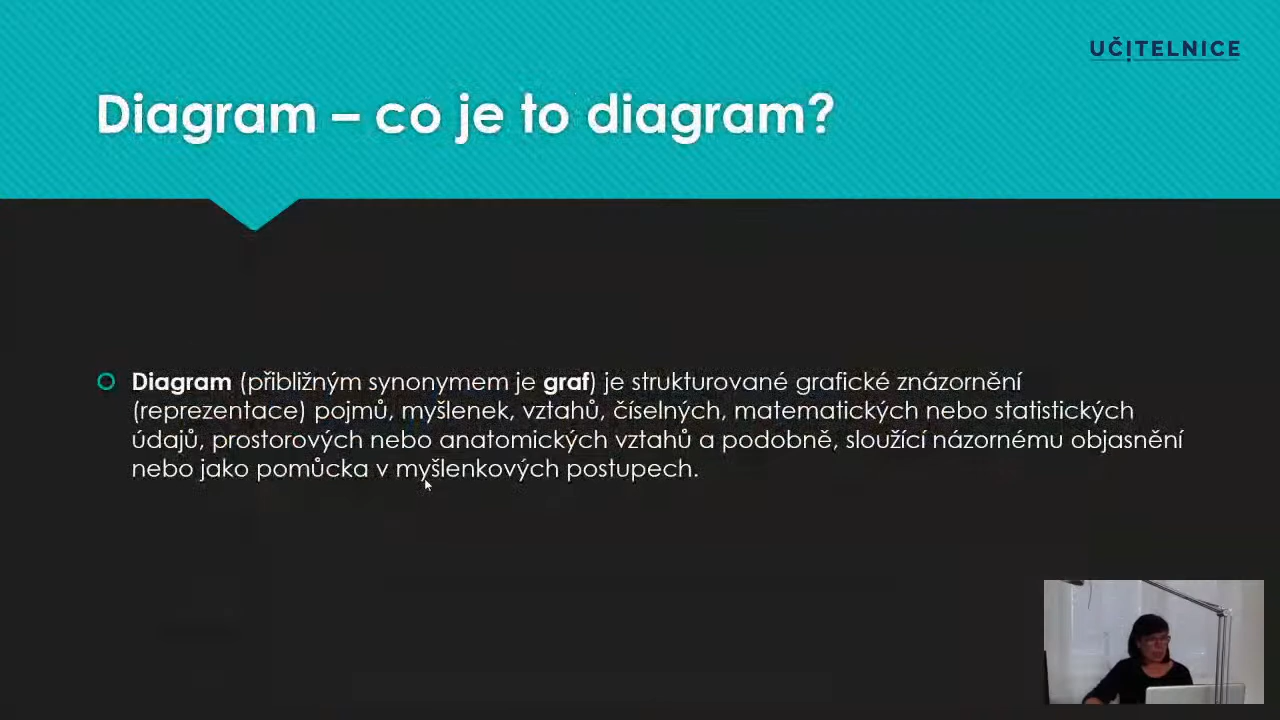 UČITELNICE
Diagram – co je to diagram?
Diagram (přibližným synonymem je graf) je strukturované grafické znázornění
(reprezentace) pojmů, myšlenek, vztahů, číselných, matematických nebo statistických
údajů, prostorových nebo anatomických vztahů a podobně, sloužící názornému objasnění
nebo jako pomůcka v myšlenkových postupech.